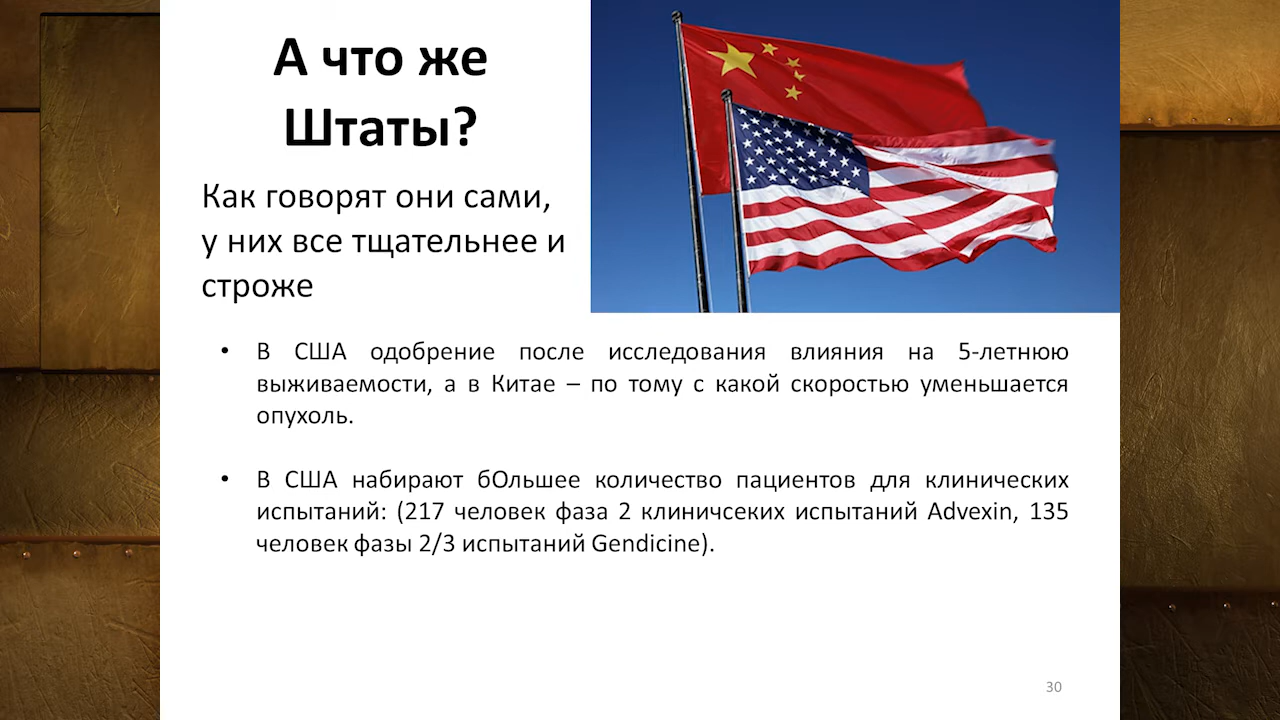 А что же
Штаты?
Как говорят они сами,
у них все тщательнее и
строже
• В США одобрение после исследования влияния на 5-летнюю
выживаемости, а в Китае – по тому с какой скоростью уменьшается
опухоль.
• В США набирают бОльшее количество пациентов для клинических
испытаний: (217 человек фаза 2 клиничсеких испытаний Advexin, 135
человек фазы 2/3 испытаний Gendicine).
30